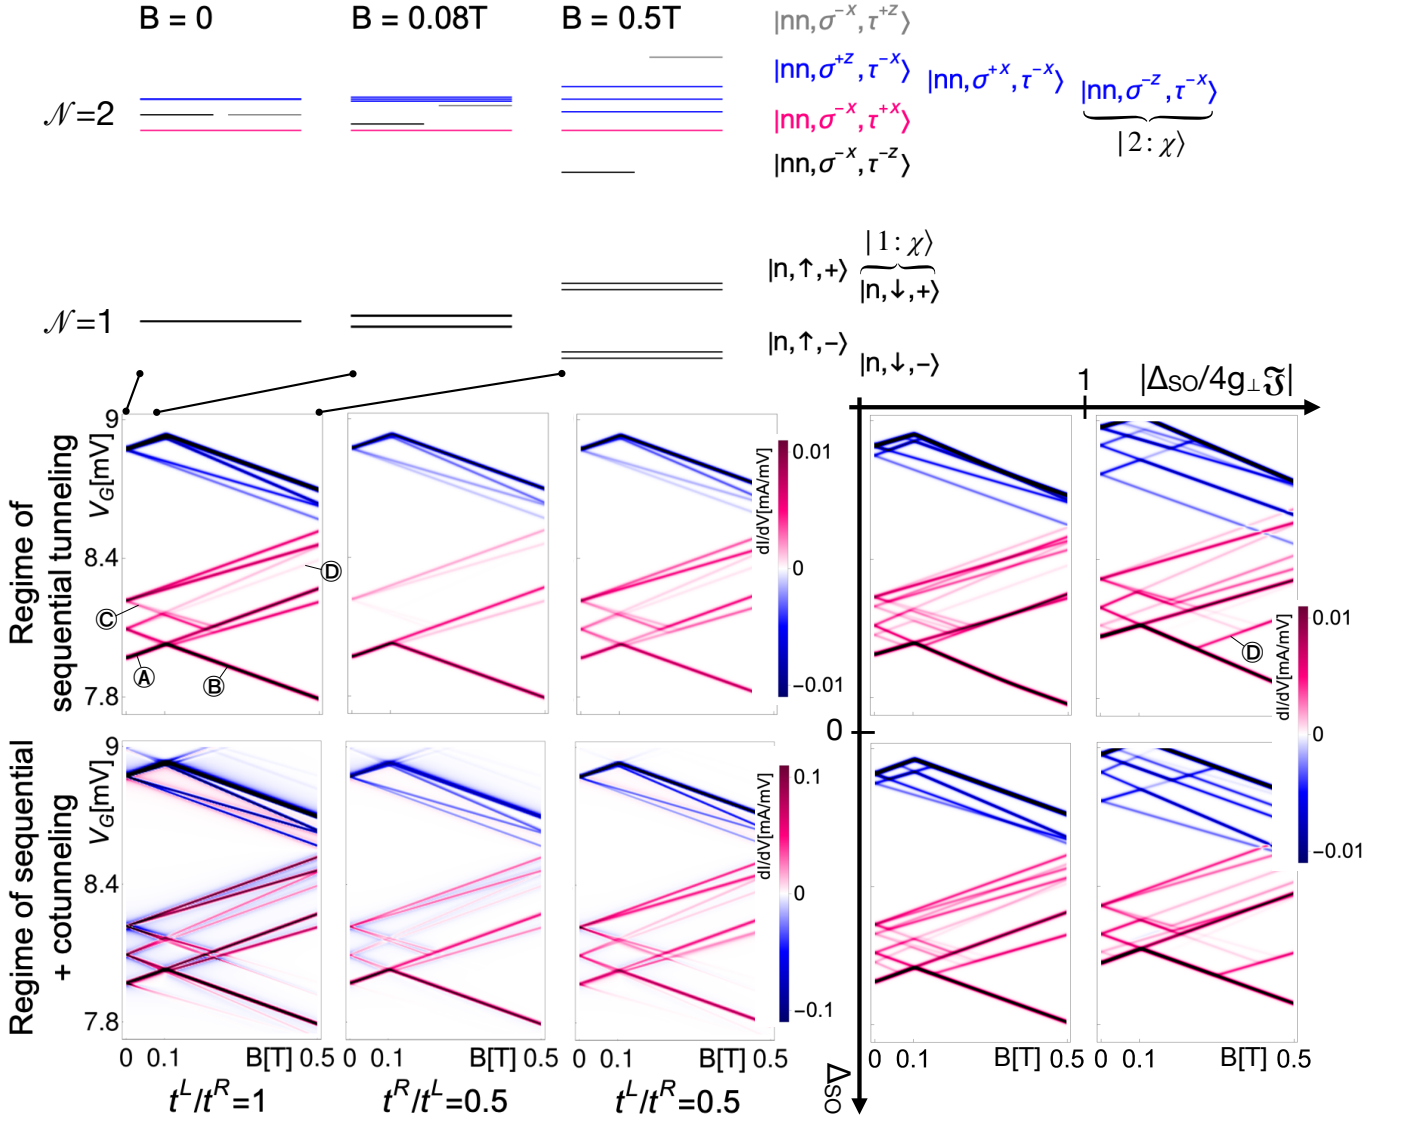 B = 0
B = 0.08T
B = 0.5T
|nn,σ⁻ˣ,τ⁺ᶻ⟩
|nn,σ⁺ᶻ,τ⁻ˣ⟩ |nn,σ⁺ˣ,τ⁻ˣ⟩ |nn,σ⁻ᶻ,τ⁻ˣ⟩
𝒩=2
|nn,σ⁻ˣ,τ⁺ˣ⟩
|2:χ⟩
|nn,σ⁻ˣ,τ⁻ᶻ⟩
|1:χ⟩
|n,↑,+⟩
|n,↓,+⟩
𝒩=1
|n,↑,−⟩
|n,↓,−⟩
1
|Δ_SO/4g_⊥𝕴|
Regime of
sequential tunneling
V_G[mV]
9
8.4
7.8
A
B
C
D
dI/dV[mA/mV]
0.01
0
−0.01
D
dI/dV[mA/mV]
0.01
0
−0.01
0
Regime of sequential
+ cotunneling
V_G[mV]
9
8.4
7.8
dI/dV[mA/mV]
0.1
0
−0.1
0 0.1 B[T] 0.5
0 0.1 B[T] 0.5
0 0.1 B[T] 0.5
0 0.1 B[T] 0.5
0 0.1 B[T] 0.5
Δ_SO
t^L/t^R=1
t^R/t^L=0.5
t^L/t^R=0.5